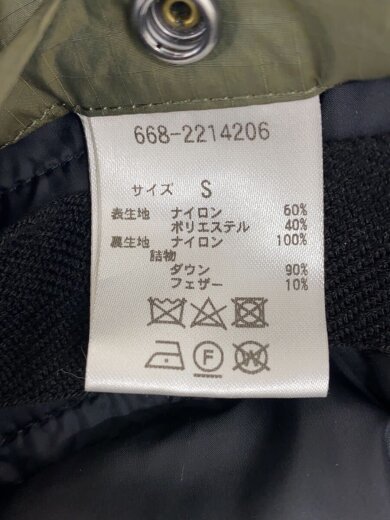 668-2214206
サイズ S
表生地 ナイロン 60%
ポリエステル 40%
裏生地 ナイロン 100%
詰物
ダウン 90%
フェザー 10%
F W